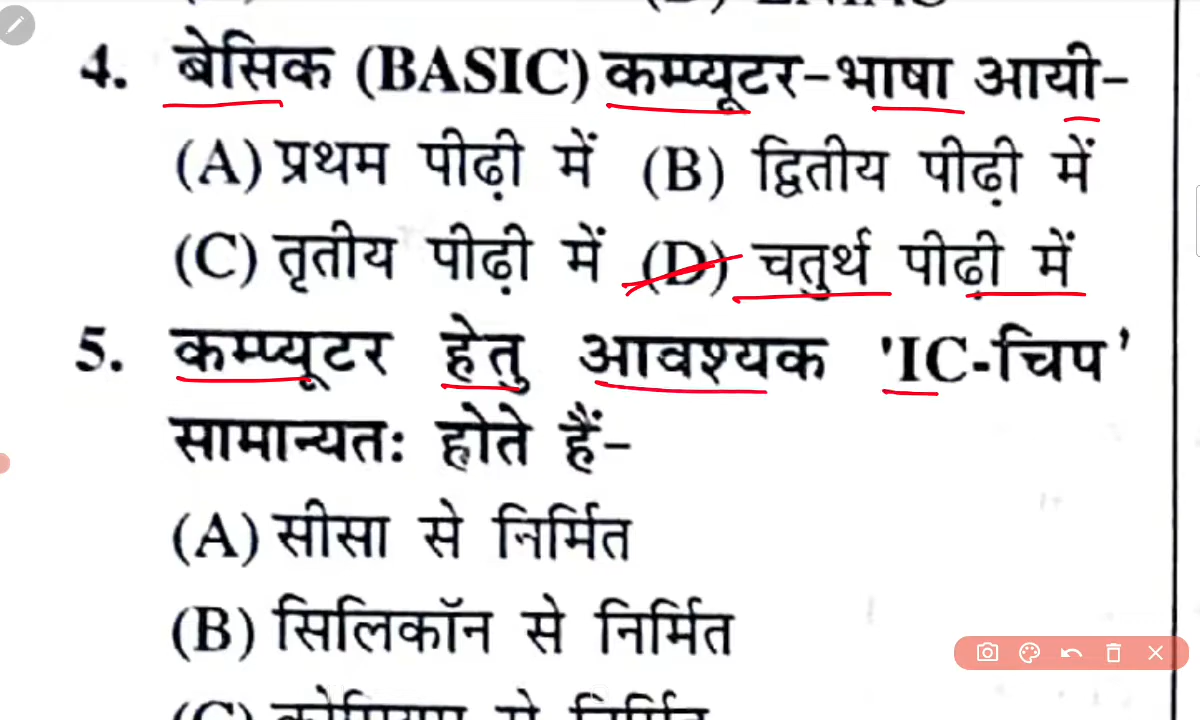 4. बेसिक (BASIC) कम्प्यूटर-भाषा आयी-
(A) प्रथम पीढ़ी में (B) द्वितीय पीढ़ी में
(C) तृतीय पीढ़ी में (D) चतुर्थ पीढ़ी में
5. कम्प्यूटर हेतु आवश्यक 'IC-चिप'
सामान्यतः होते हैं-
(A) सीसा से निर्मित
(B) सिलिकॉन से निर्मित